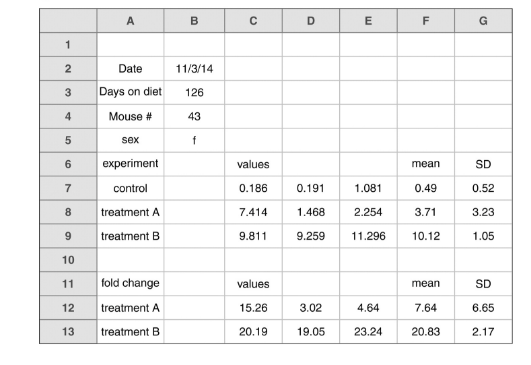 A B C D E F G
1
2 Date 11/3/14
3 Days on diet 126
4 Mouse # 43
5 sex f
6 experiment values mean SD
7 control 0.186 0.191 1.081 0.49 0.52
8 treatment A 7.414 1.468 2.254 3.71 3.23
9 treatment B 9.811 9.259 11.296 10.12 1.05
10
11 fold change values mean SD
12 treatment A 15.26 3.02 4.64 7.64 6.65
13 treatment B 20.19 19.05 23.24 20.83 2.17